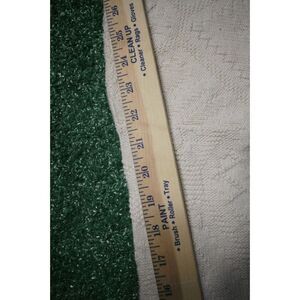 16 17 18 19 20 21 22 23 24 25 26
PAINT
• Brush • Roller • Tray
CLEAN UP
• Cleaner • Rags • Gloves